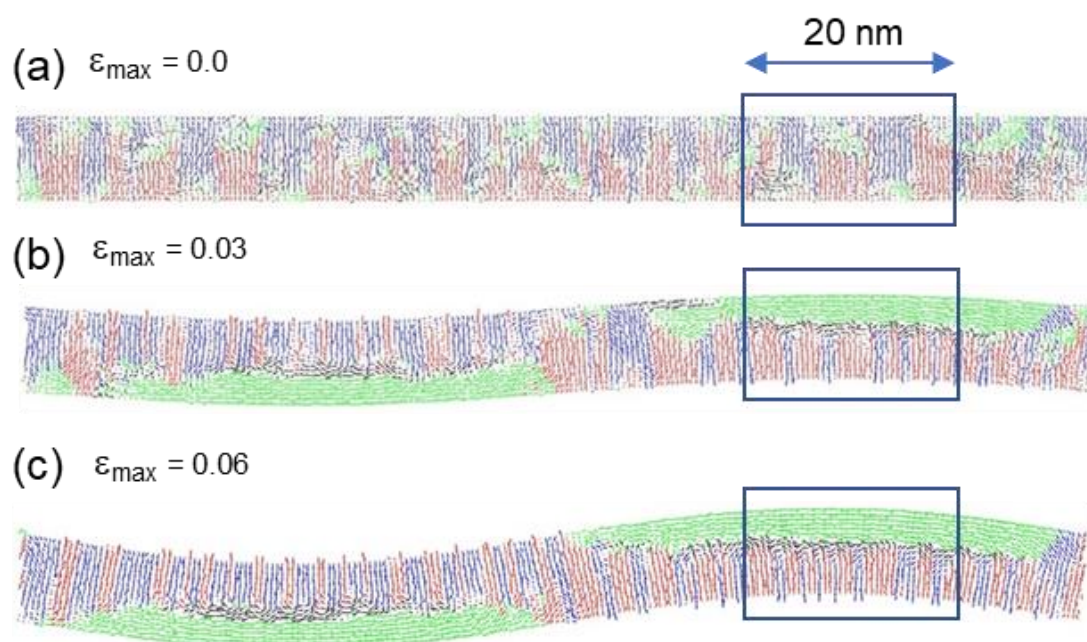 20 nm
(a) εmax = 0.0
(b) εmax = 0.03
(c) εmax = 0.06